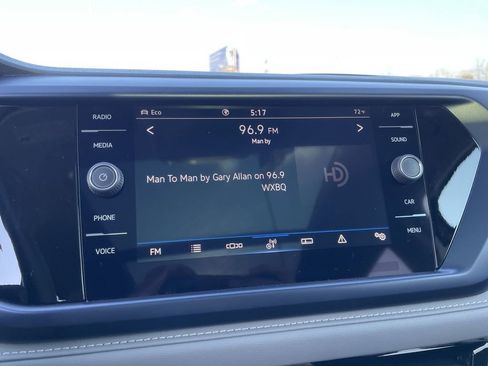 RADIO
MEDIA
PHONE
VOICE
Eco
5:17
72°F
96.9 FM
Man by
Man To Man by Gary Allan on 96.9
WXBQ
HD
FM
APP
SOUND
CAR
MENU